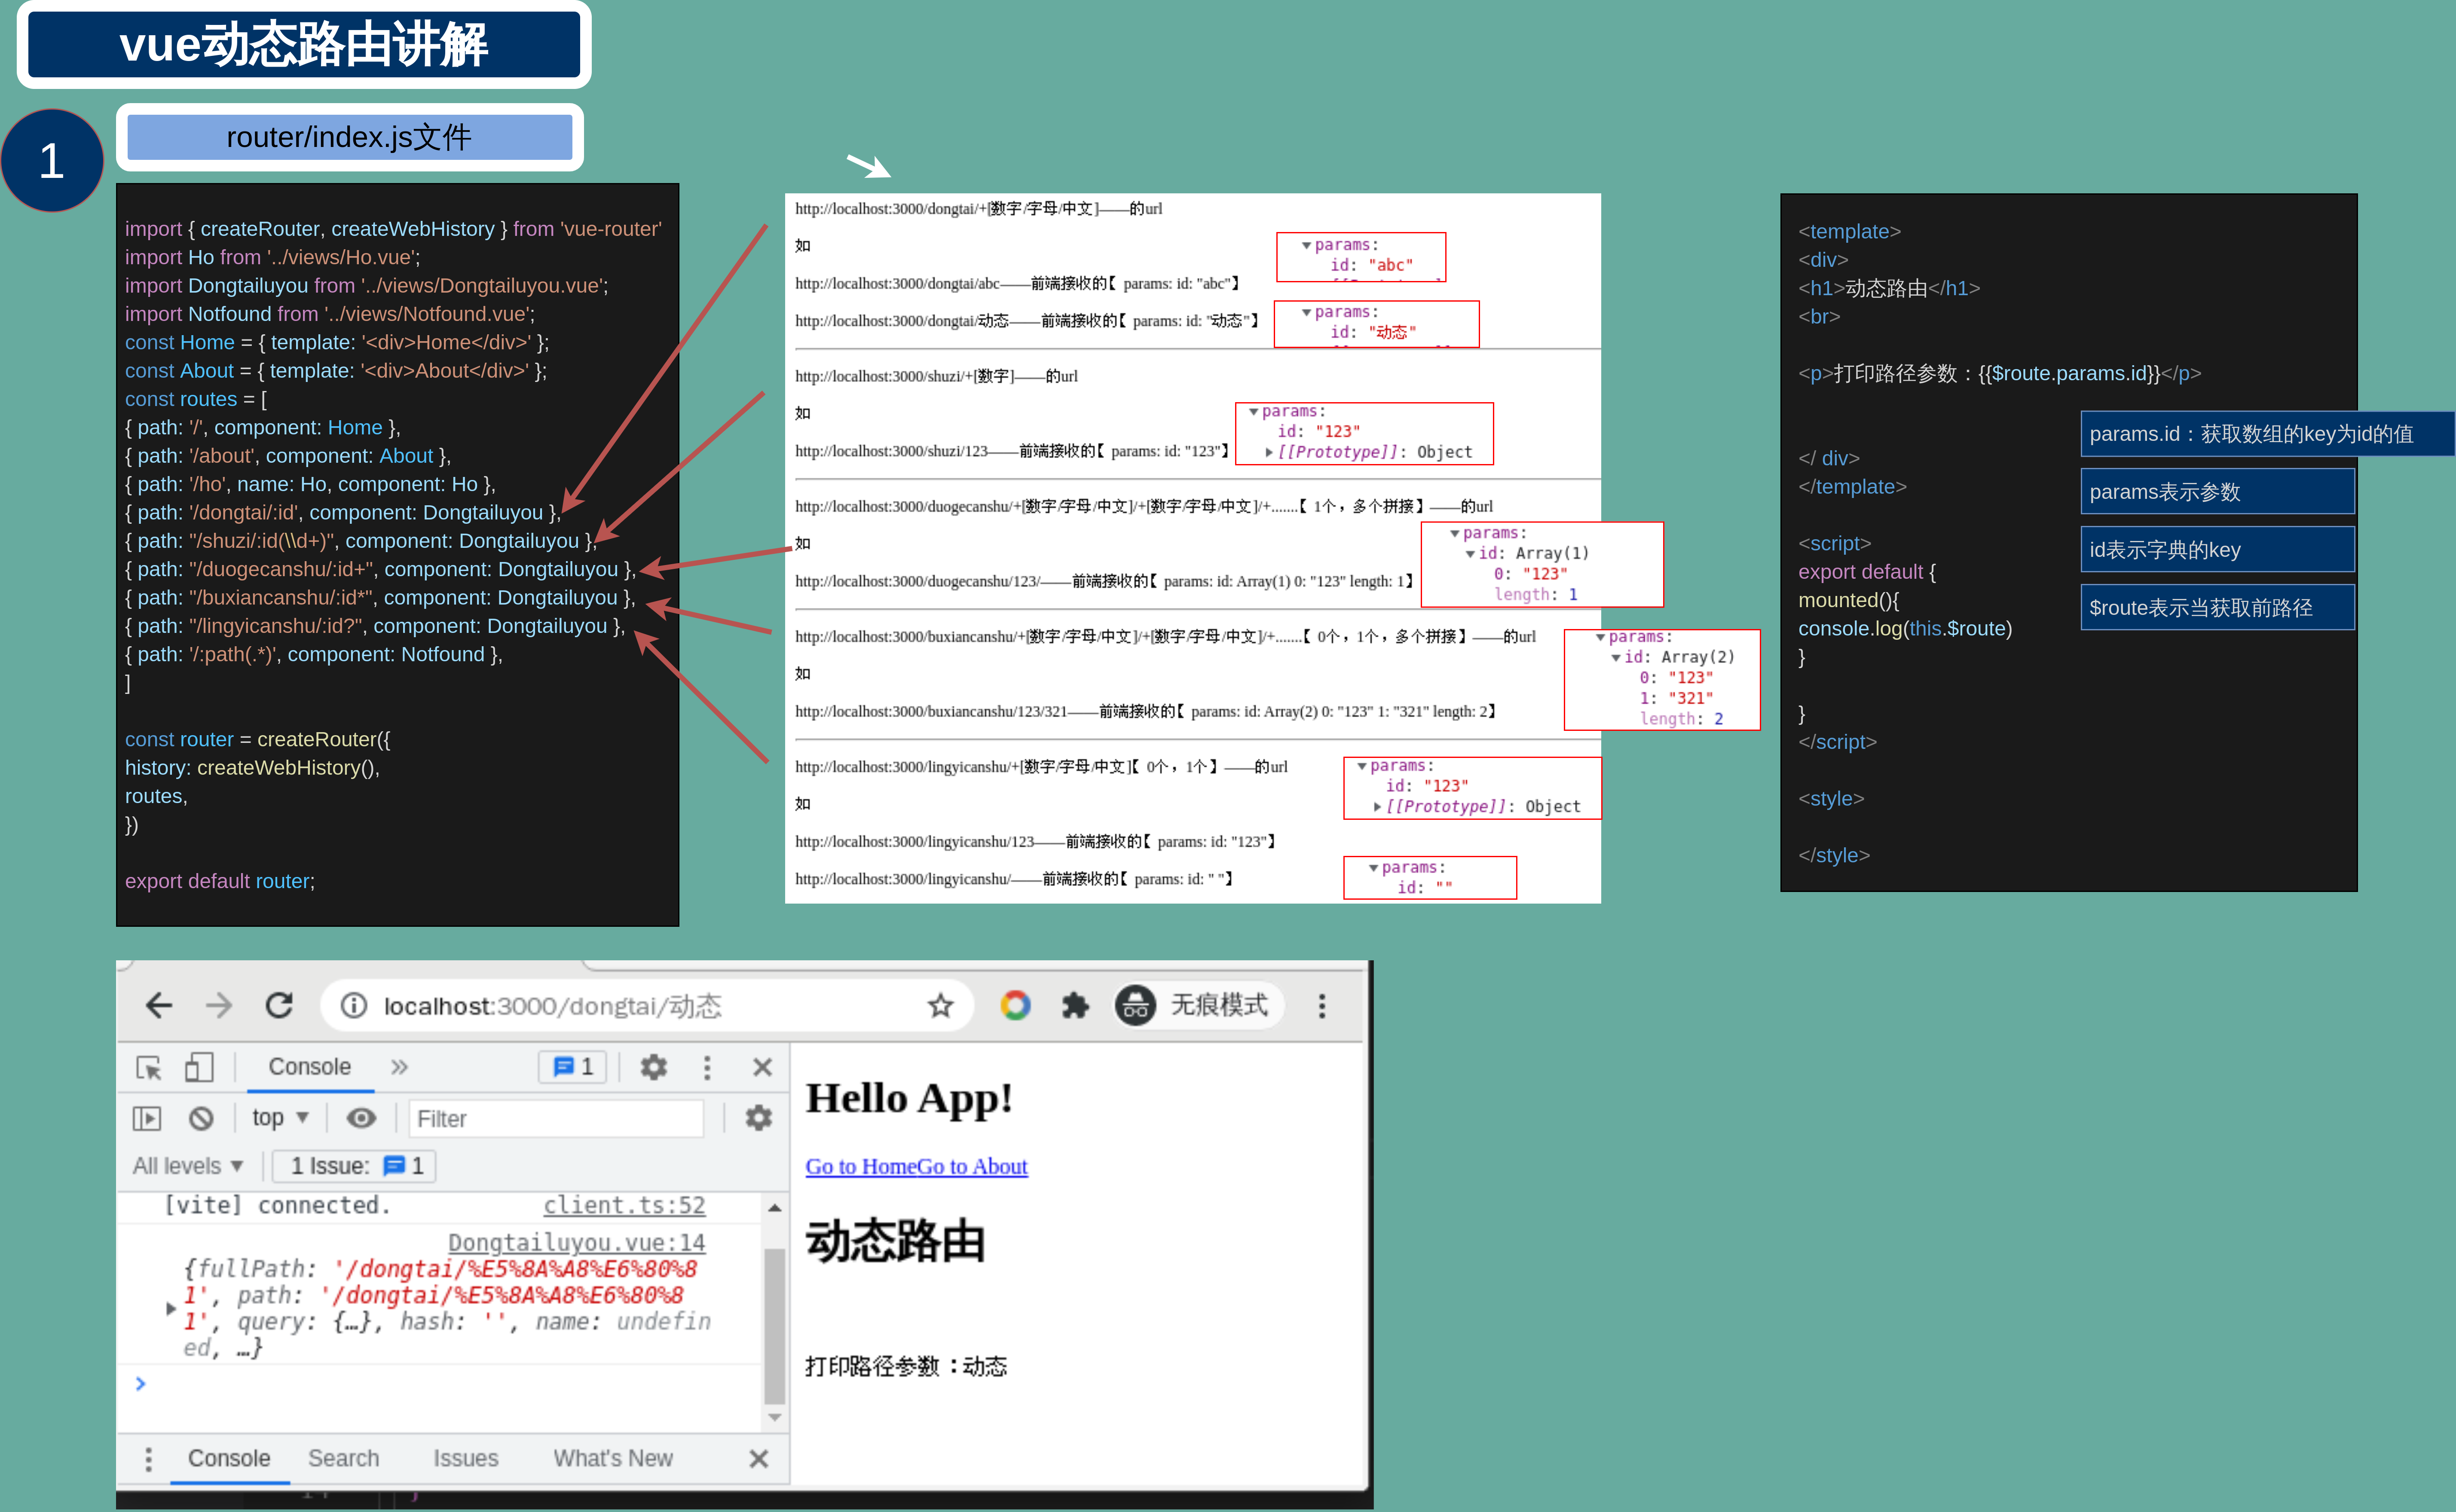 vue动态路由讲解
1
router/index.js文件
import { createRouter, createWebHistory } from 'vue-router'
import Ho from '../views/Ho.vue';
import Dongtailuyou from '../views/Dongtailuyou.vue';
import Notfound from '../views/Notfound.vue';
const Home = { template: '<div>Home</div>' };
const About = { template: '<div>About</div>' };
const routes = [
{ path: '/', component: Home },
{ path: '/about', component: About },
{ path: '/ho', name: Ho, component: Ho },
{ path: '/dongtai/:id', component: Dongtailuyou },
{ path: "/shuzi/:id(\\d+)", component: Dongtailuyou },
{ path: "/duogecanshu/:id+", component: Dongtailuyou },
{ path: "/buxiancanshu/:id*", component: Dongtailuyou },
{ path: "/lingyicanshu/:id?", component: Dongtailuyou },
{ path: '/:path(.*)', component: Notfound },
]
const router = createRouter({
history: createWebHistory(),
routes,
})
export default router;
http://localhost:3000/dongtai/+[数字/字母/中文]——的url
如
http://localhost:3000/dongtai/abc——前端接收的【 params: id: "abc"】
http://localhost:3000/dongtai/动态——前端接收的【 params: id: "动态"】
params:
id: "abc"
params:
id: "动态"
http://localhost:3000/shuzi/+[数字]——的url
如
http://localhost:3000/shuzi/123——前端接收的【 params: id: "123"】
params:
id: "123"
[[Prototype]]: Object
http://localhost:3000/duogecanshu/+[数字/字母/中文]/+[数字/字母/中文]/+.......【 1个，多个拼接】——的url
如
http://localhost:3000/duogecanshu/123/——前端接收的【 params: id: Array(1) 0: "123" length: 1】
params:
id: Array(1)
0: "123"
length: 1
http://localhost:3000/buxiancanshu/+[数字/字母/中文]/+[数字/字母/中文]/+.......【 0个，1个，多个拼接】——的url
如
http://localhost:3000/buxiancanshu/123/321——前端接收的【 params: id: Array(2) 0: "123" 1: "321" length: 2】
params:
id: Array(2)
0: "123"
1: "321"
length: 2
http://localhost:3000/lingyicanshu/+[数字/字母/中文]【 0个，1个】——的url
如
http://localhost:3000/lingyicanshu/123——前端接收的【 params: id: "123"】
http://localhost:3000/lingyicanshu/——前端接收的【 params: id: " "】
params:
id: "123"
[[Prototype]]: Object
params:
id: ""
<template>
<div>
<h1>动态路由</h1>
<br>
<p>打印路径参数：{{$route.params.id}}</p>
</ div>
</template>
<script>
export default {
mounted(){
console.log(this.$route)
}
}
</script>
<style>
</style>
params.id：获取数组的key为id的值
params表示参数
id表示字典的key
$route表示当获取前路径
localhost:3000/dongtai/动态
无痕模式
Console
1
top
Filter
All levels
1 Issue: 1
[vite] connected. client.ts:52
Dongtailuyou.vue:14
{fullPath: '/dongtai/%E5%8A%A8%E6%80%8
1', path: '/dongtai/%E5%8A%A8%E6%80%8
1', query: {…}, hash: '', name: undefin
ed, …}
Console Search Issues What's New
Hello App!
Go to HomeGo to About
动态路由
打印路径参数：动态